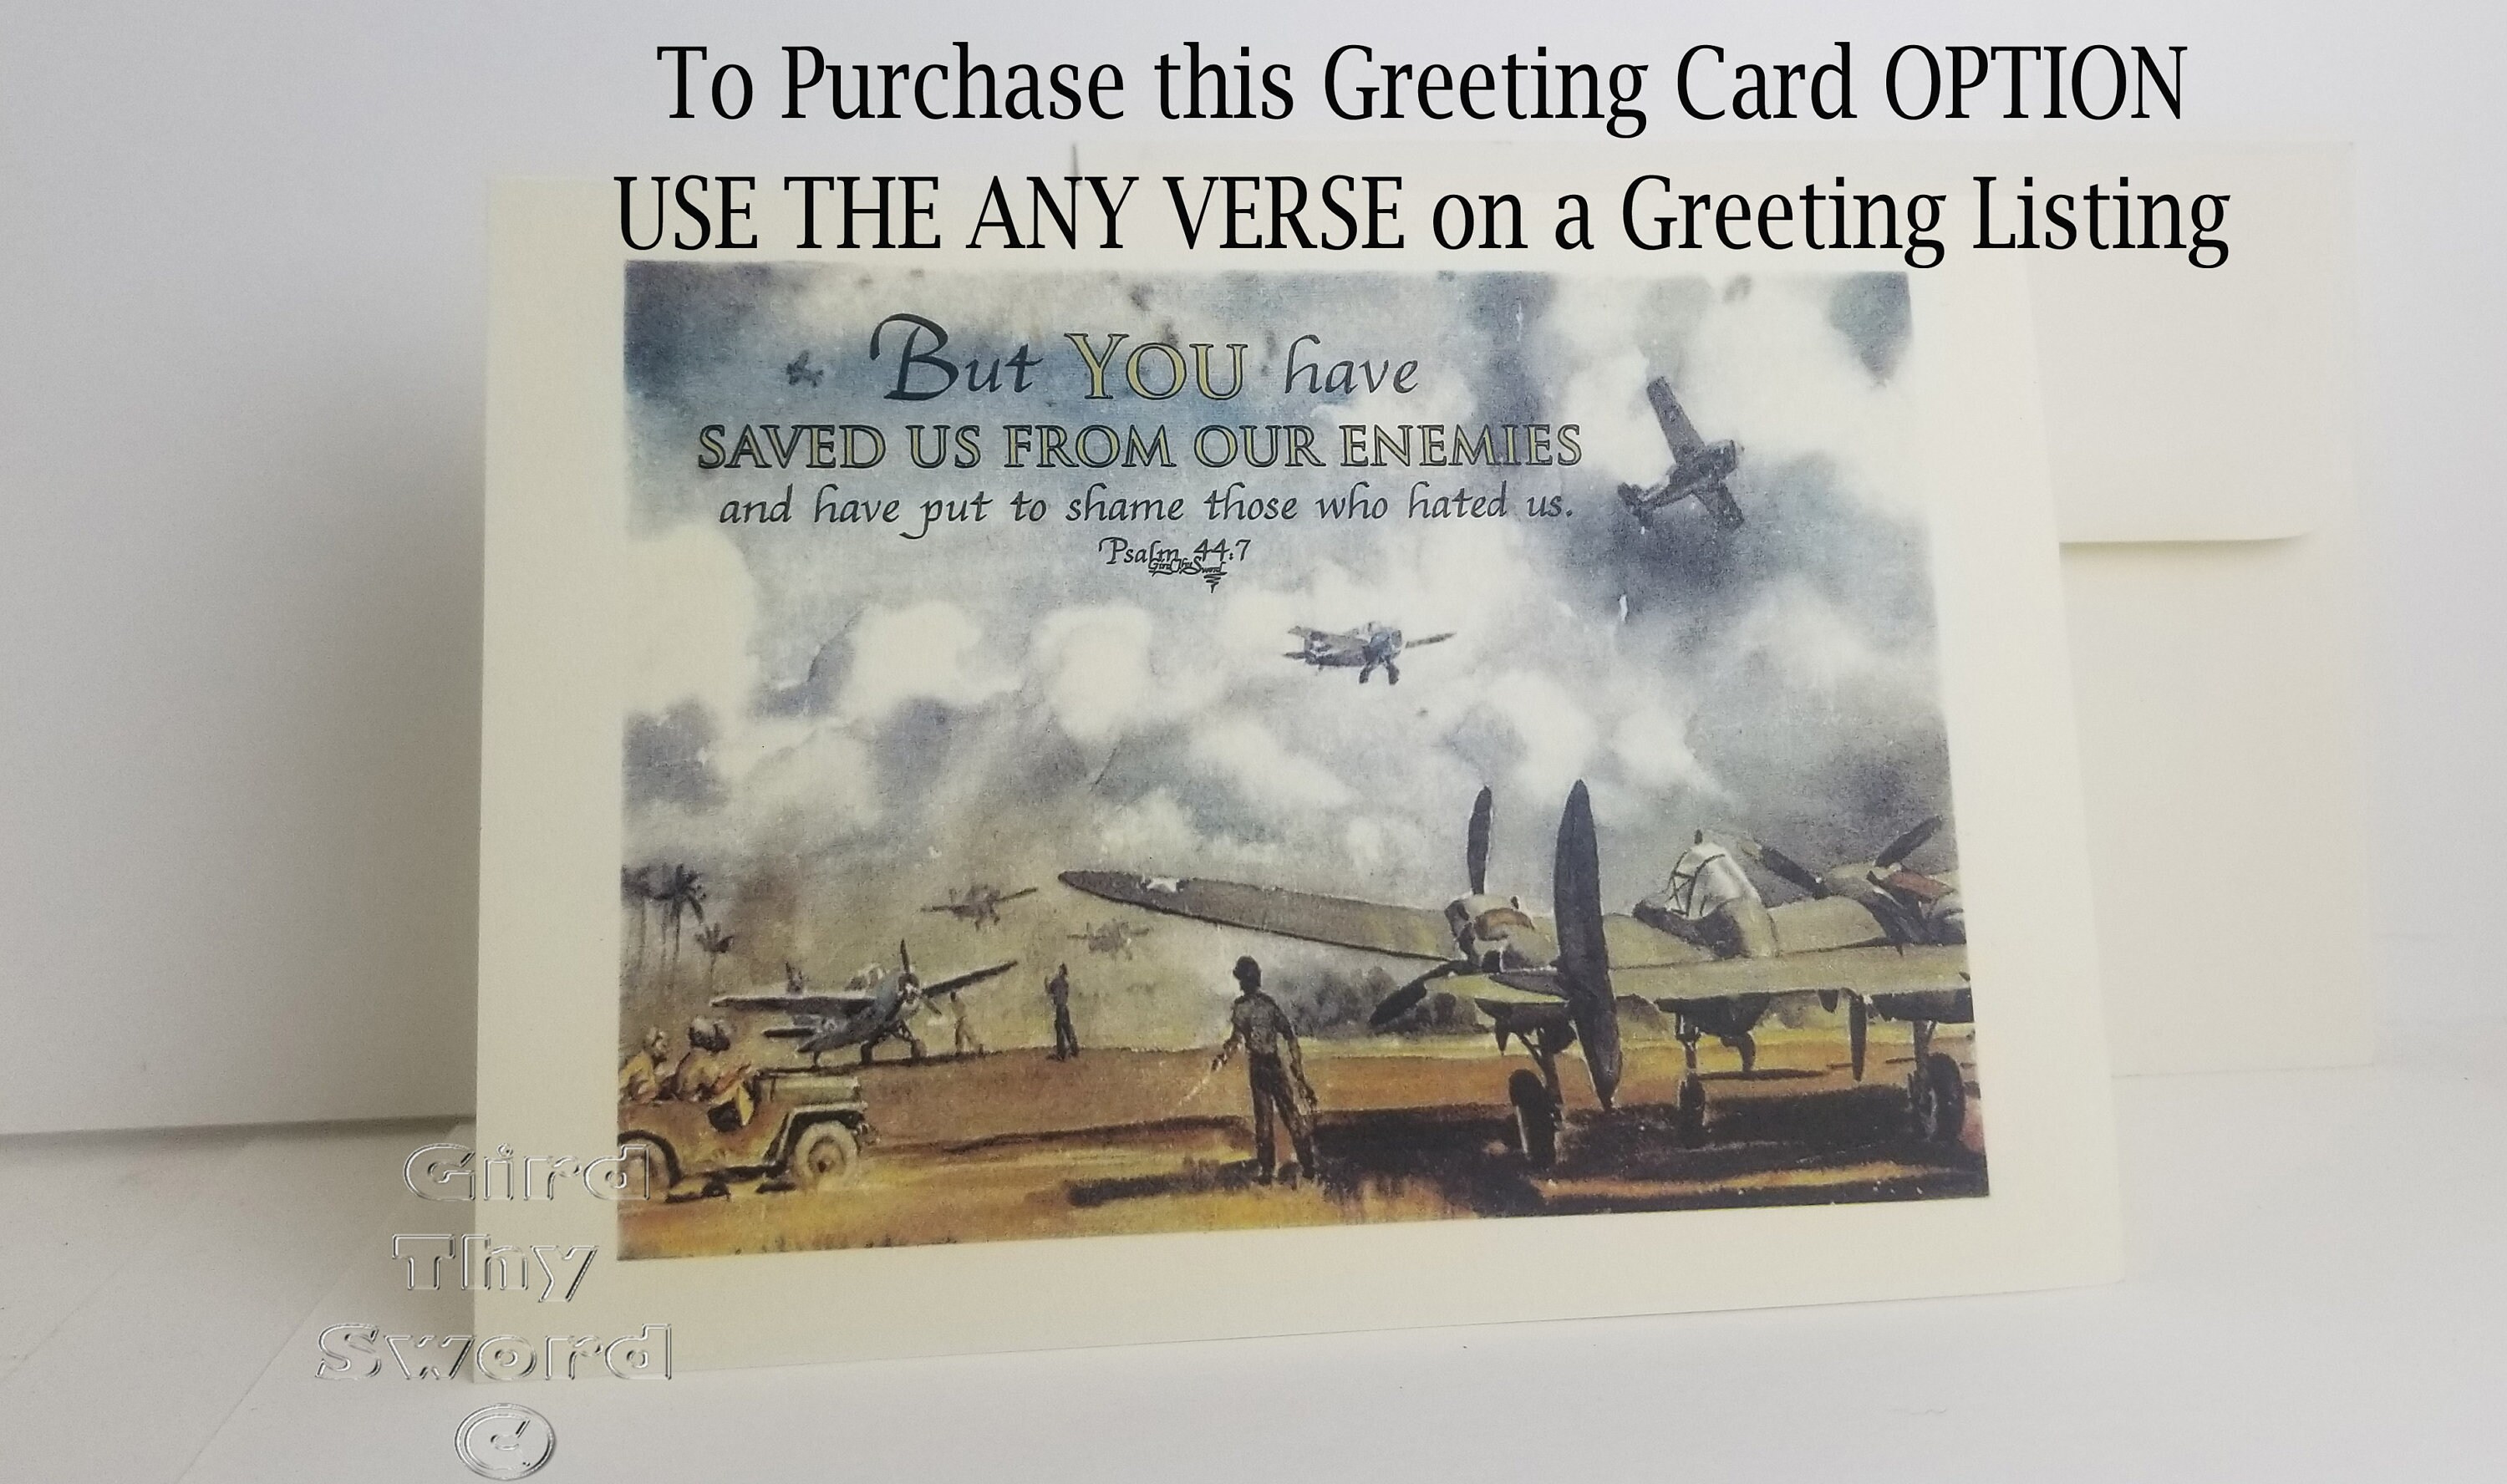 To Purchase this Greeting Card OPTION
USE THE ANY VERSE on a Greeting Listing
But YOU have
SAVED US FROM OUR ENEMIES
and have put to shame those who hated us.
Psalm 44:7
GirdThySword
Gird
Thy
Sword
©